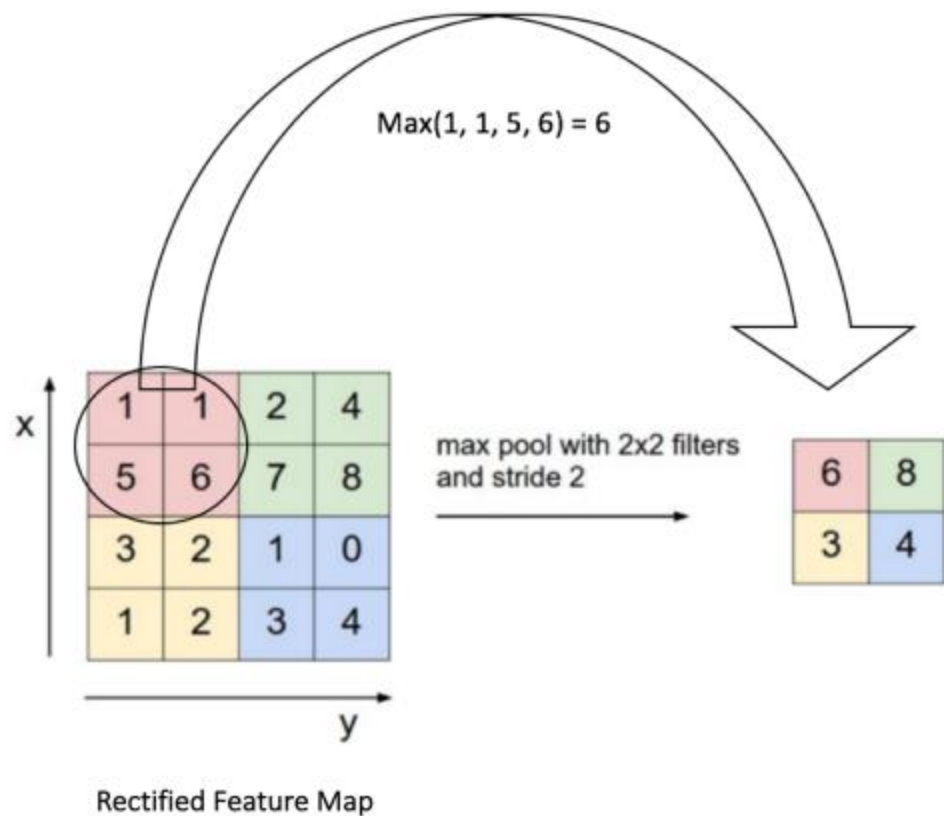 Max(1, 1, 5, 6) = 6
x
1 1 2 4
5 6 7 8
3 2 1 0
1 2 3 4
y
max pool with 2x2 filters
and stride 2
6 8
3 4
Rectified Feature Map